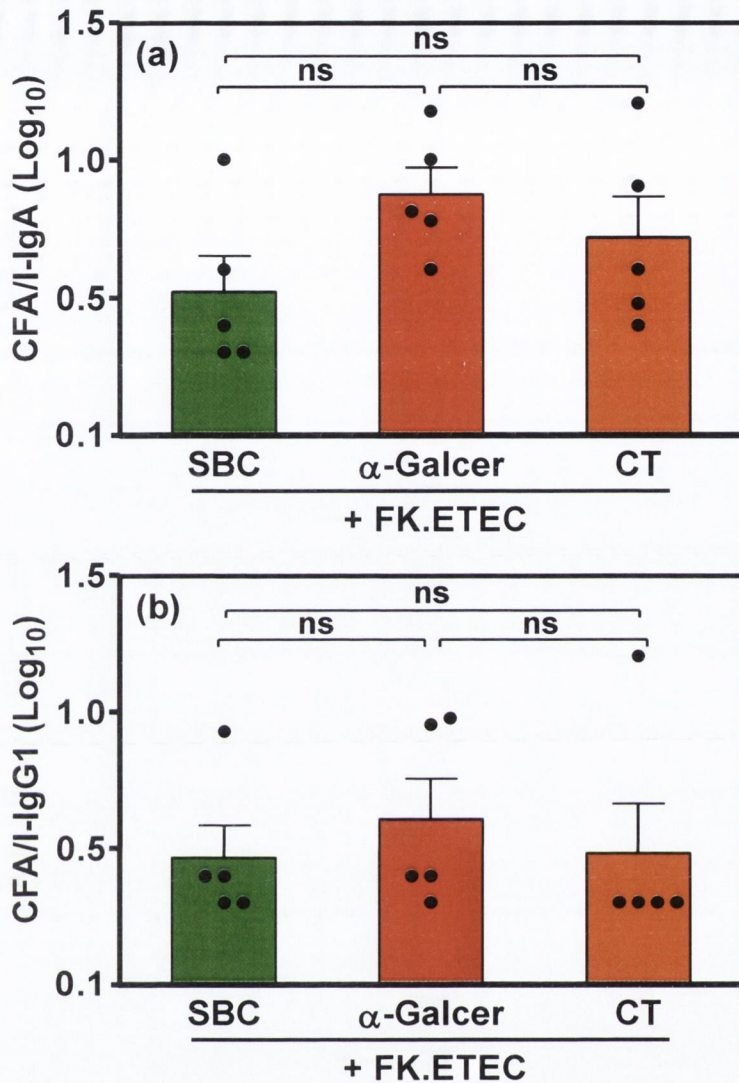 1.5
(a)
ns
ns
ns
1.0
0.5
0.1
CFA/I-IgA (Log10)
SBC
α-Galcer
CT
+ FK.ETEC
1.5
(b)
ns
ns
ns
1.0
0.5
0.1
CFA/I-IgG1 (Log10)
SBC
α-Galcer
CT
+ FK.ETEC